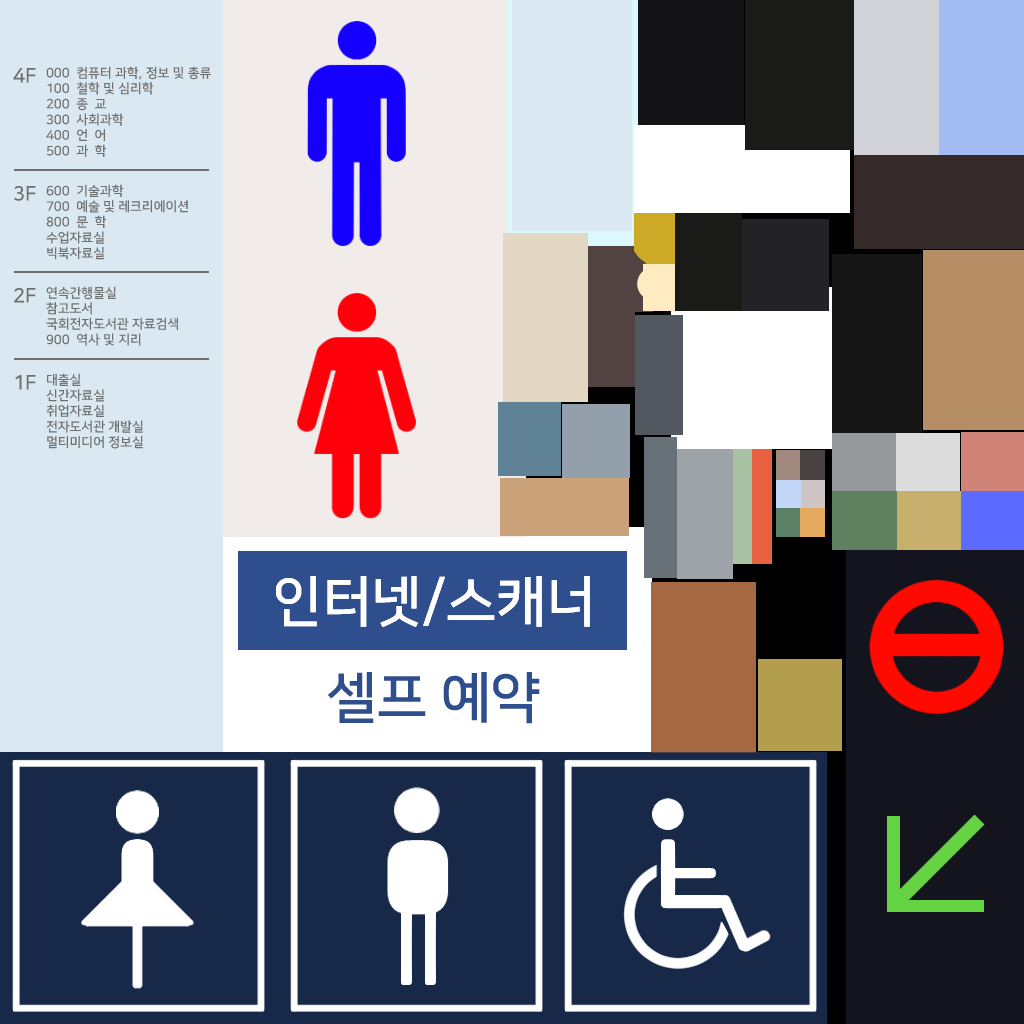 4F 000 컴퓨터 과학, 정보 및 종류
100 철학 및 심리학
200 종 교
300 사회과학
400 언 어
500 과 학
3F 600 기술과학
700 예술 및 레크리에이션
800 문 학
수업자료실
빅북자료실
2F 연속간행물실
참고도서
국회전자도서관 자료검색
900 역사 및 지리
1F 대출실
신간자료실
취업자료실
전자도서관 개발실
멀티미디어 정보실
인터넷/스캐너
셀프 예약